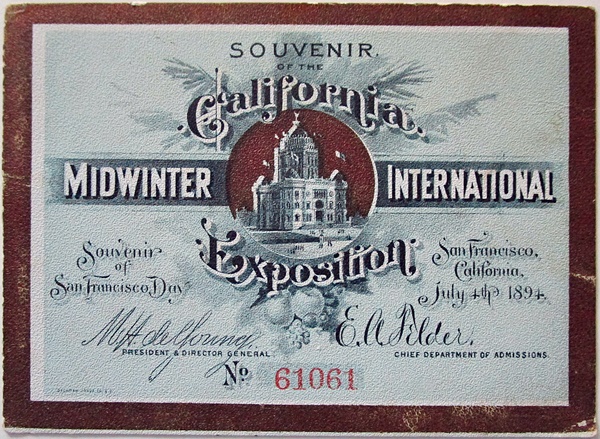 SOUVENIR.
OF THE
California
MIDWINTER INTERNATIONAL
Exposition
Souvenir
of
San Francisco Day
San Francisco,
California,
July 4th 1894.
M. H. de Young.
PRESIDENT & DIRECTOR GENERAL.
CHIEF DEPARTMENT OF ADMISSIONS.
No. 61061